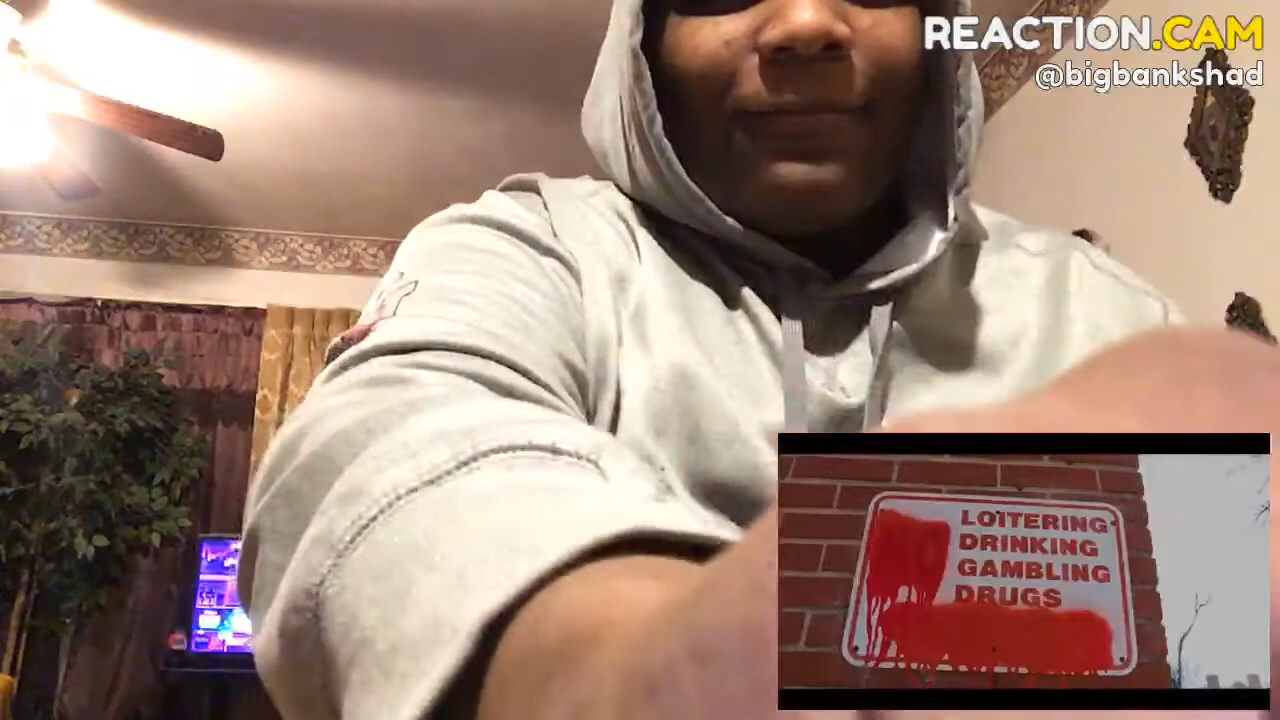 REACTION.CAM
@bigbankshad
LOITERING
DRINKING
GAMBLING
DRUGS